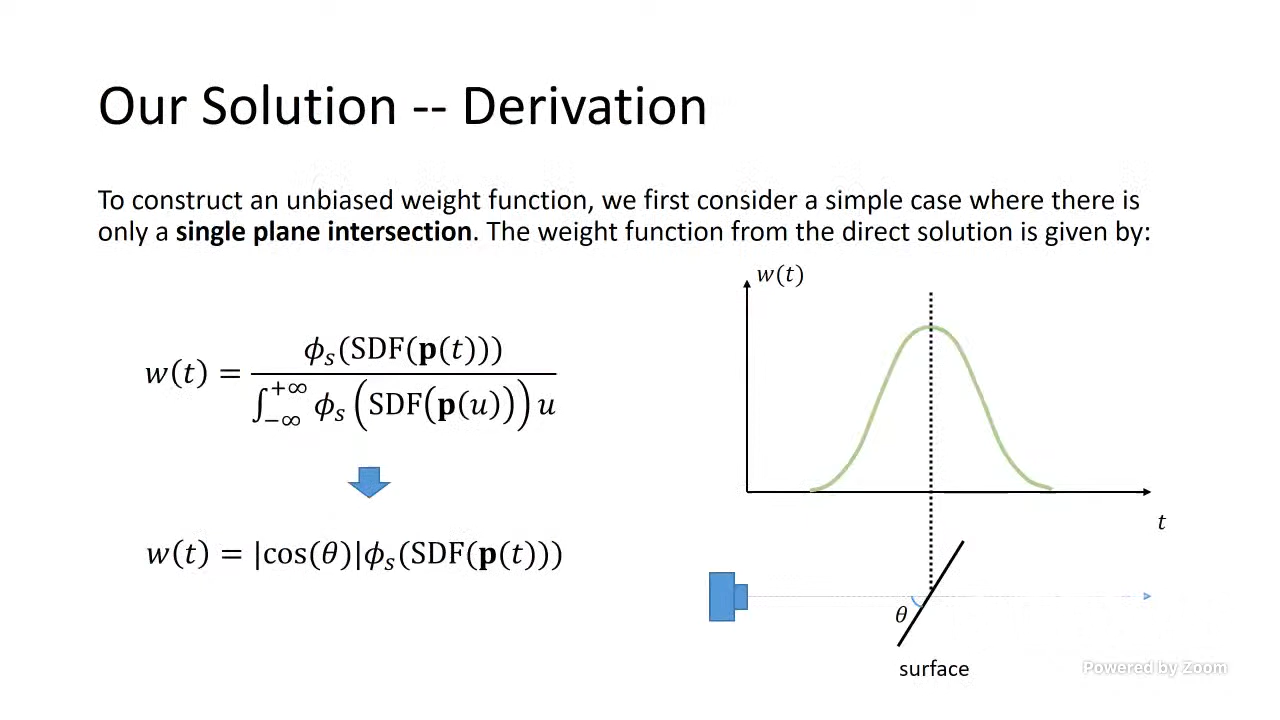 Our Solution -- Derivation
To construct an unbiased weight function, we first consider a simple case where there is
only a single plane intersection. The weight function from the direct solution is given by:
w(t)
w(t) = ϕₛ(SDF(p(t))) / ∫₋∞⁺∞ ϕₛ(SDF(p(u))) u
t
w(t) = |cos(θ)|ϕₛ(SDF(p(t)))
θ
surface
Powered by Zoom